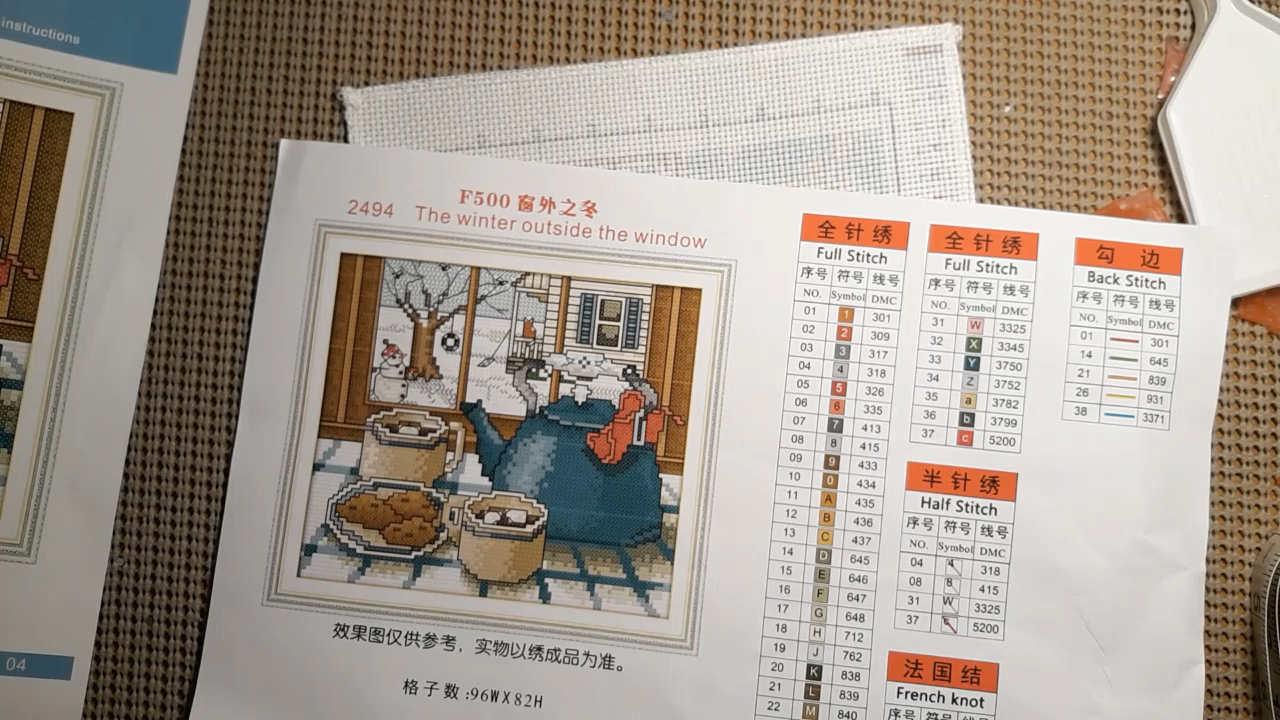 instructions
04
F500 窗外之冬
2494 The winter outside the window
效果图仅供参考，实物以绣成品为准。
格子数:96WX82H
全针绣
Full Stitch
序号 符号 线号
NO. Symbol DMC
01 1 301
02 2 309
03 3 317
04 4 318
05 5 326
06 6 335
07 7 413
08 8 415
09 9 433
10 0 434
11 A 435
12 B 436
13 C 437
14 D 645
15 E 646
16 F 647
17 G 648
18 H 712
19 J 762
20 K 838
21 L 839
22 M 840
全针绣
Full Stitch
序号 符号 线号
NO. Symbol DMC
31 W 3325
32 X 3345
33 Y 3750
34 Z 3752
35 a 3782
36 b 3799
37 c 5200
半针绣
Half Stitch
序号 符号 线号
NO. Symbol DMC
04 4 318
08 8 415
31 W 3325
37 5200
法国结
French knot
序号 符号 线号
勾边
Back Stitch
序号 符号 线号
NO. Symbol DMC
01 301
14 645
21 839
26 931
38 3371